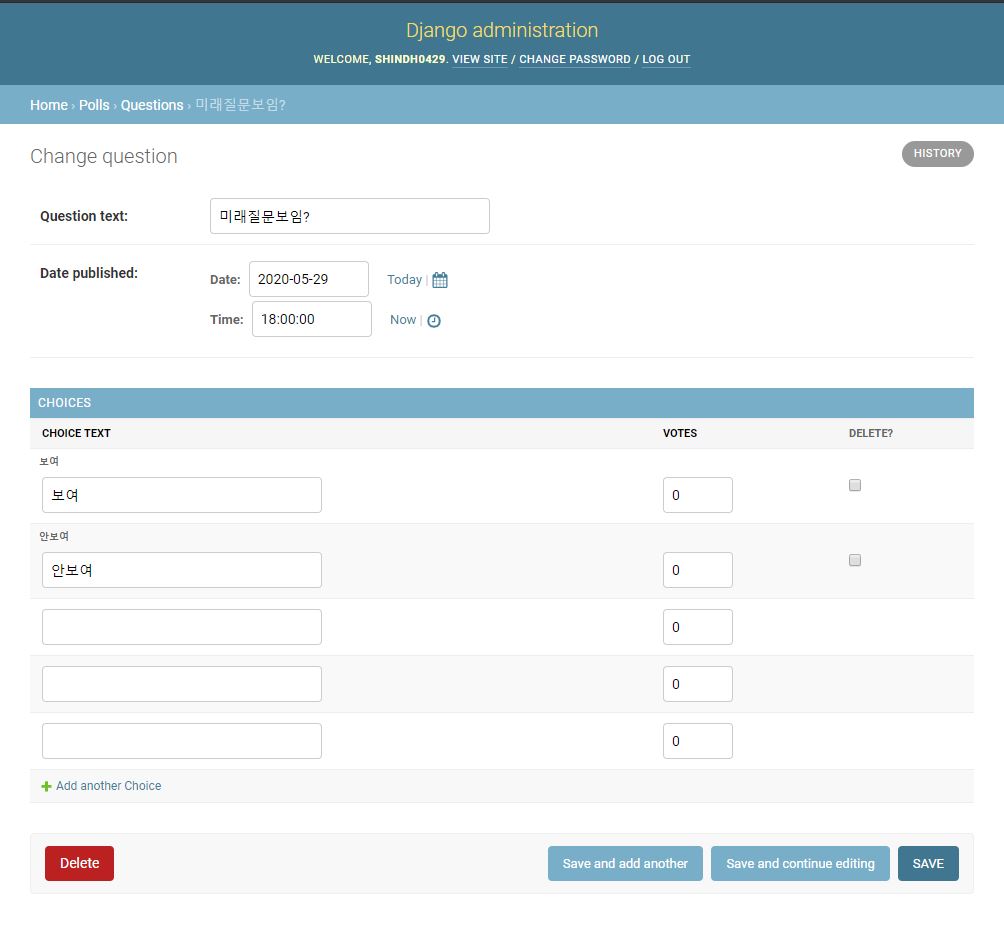 Django administration
WELCOME, SHINDH0429. VIEW SITE / CHANGE PASSWORD / LOG OUT
Home › Polls › Questions › 미래질문보임?
Change question
HISTORY
Question text: 미래질문보임?
Date published:
Date: 2020-05-29 Today |
Time: 18:00:00 Now |
CHOICES
CHOICE TEXT VOTES DELETE?
보여
보여 0
안보여
안보여 0
0
0
0
Add another Choice
Delete Save and add another Save and continue editing SAVE